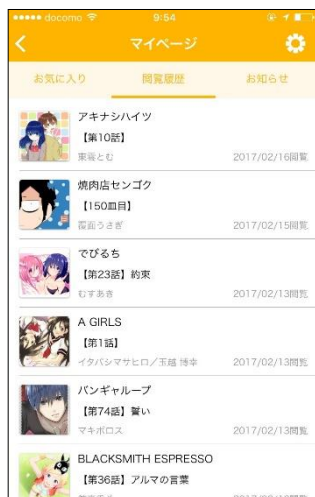 docomo 9:54
マイページ
お気に入り 閲覧履歴 お知らせ
アキナシハイツ
【第10話】
東雲とむ 2017/02/16閲覧
焼肉店センゴク
【150皿目】
覆面うさぎ 2017/02/15閲覧
でびるち
【第23話】約束
むすあき 2017/02/13閲覧
A GIRLS
【第1話】
イタバシマサヒロ/玉越 博幸 2017/02/13閲覧
バンギャループ
【第74話】誓い
マキボロス 2017/02/13閲覧
BLACKSMITH ESPRESSO
【第36話】アルマの言葉